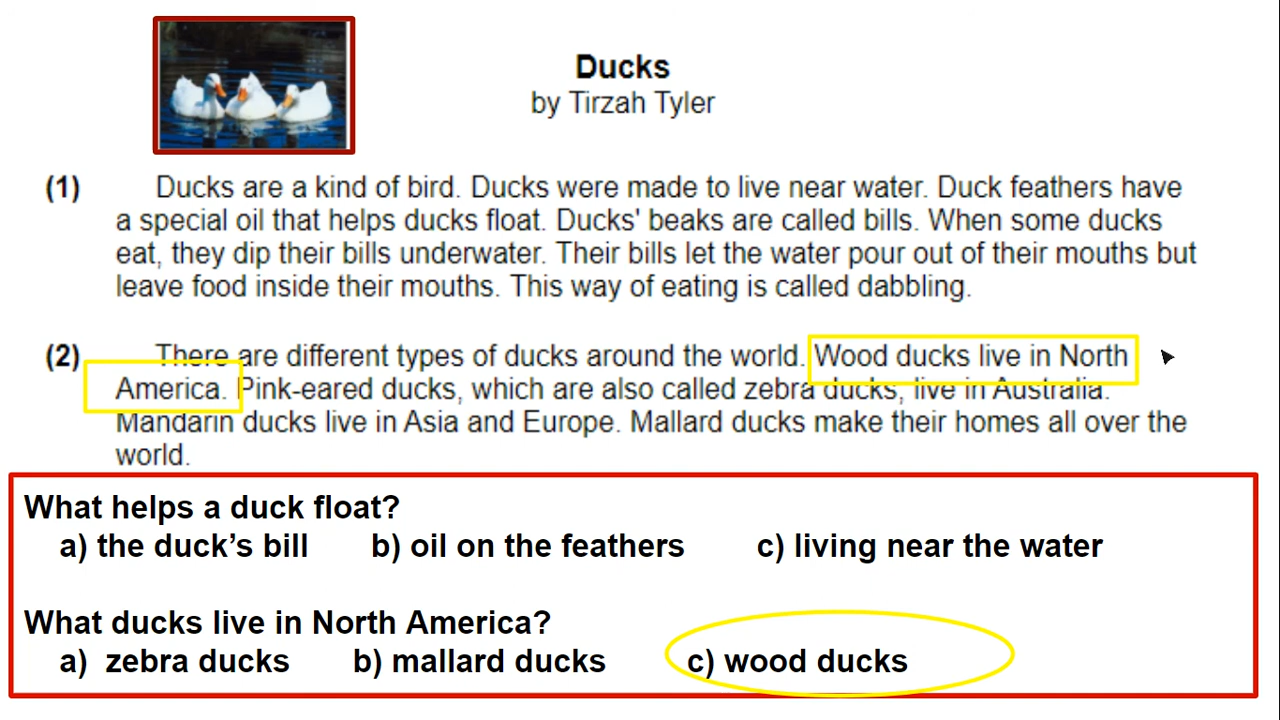 Ducks
by Tirzah Tyler
(1) Ducks are a kind of bird. Ducks were made to live near water. Duck feathers have
a special oil that helps ducks float. Ducks' beaks are called bills. When some ducks
eat, they dip their bills underwater. Their bills let the water pour out of their mouths but
leave food inside their mouths. This way of eating is called dabbling.
(2) There are different types of ducks around the world. Wood ducks live in North
America. Pink-eared ducks, which are also called zebra ducks, live in Australia.
Mandarin ducks live in Asia and Europe. Mallard ducks make their homes all over the
world.
What helps a duck float?
a) the duck’s bill b) oil on the feathers c) living near the water
What ducks live in North America?
a) zebra ducks b) mallard ducks c) wood ducks